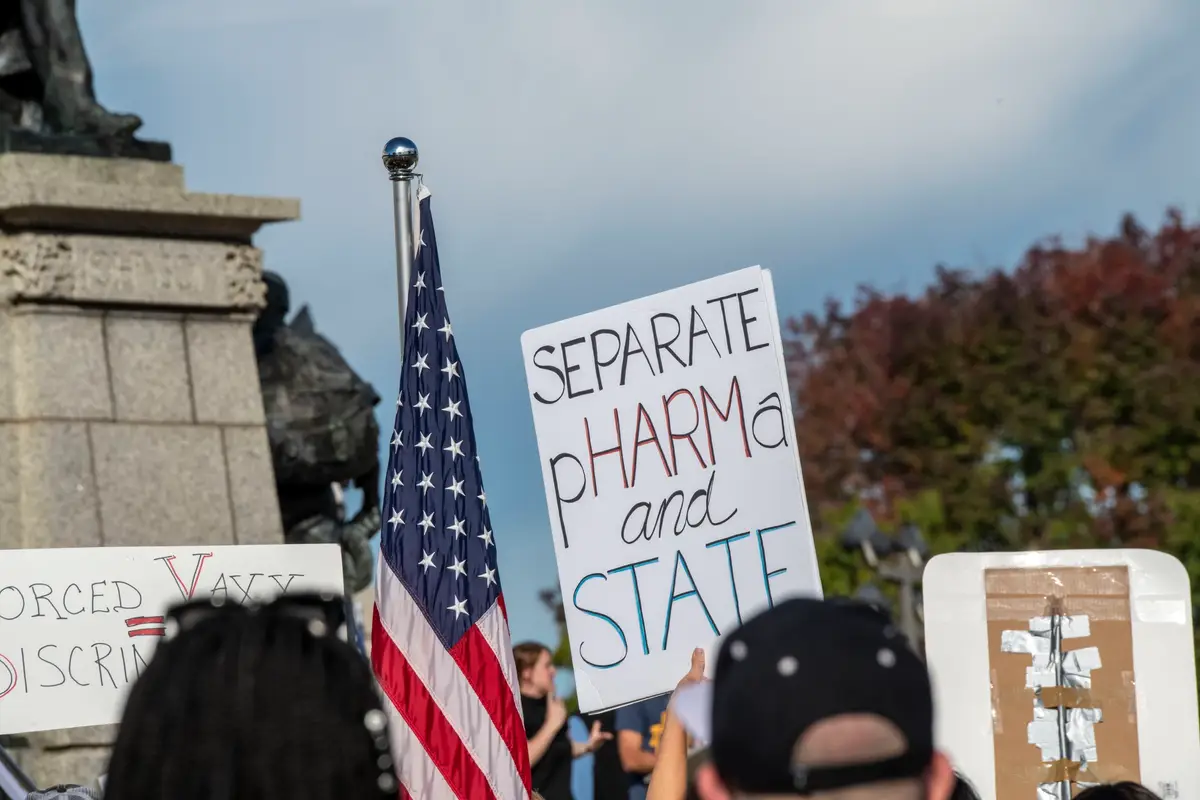 SEPARATE
pHARMa
and
STATE
ORCED VAXX
=
DISCRIM